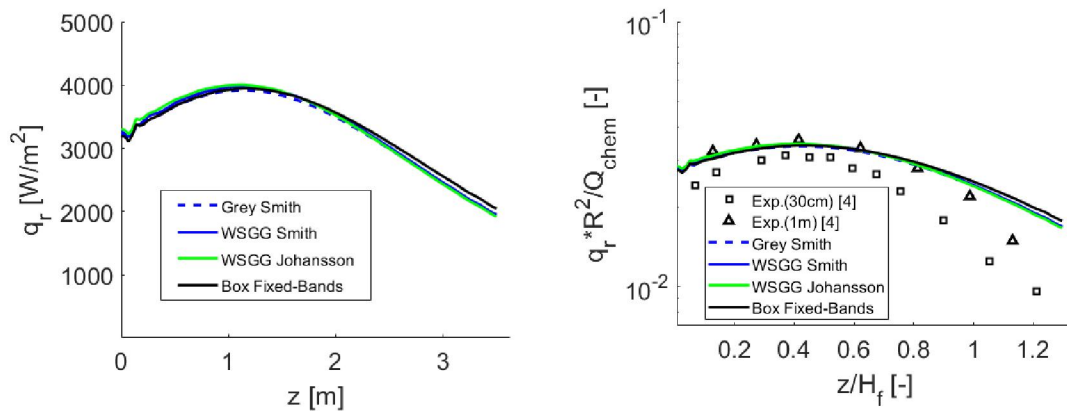 5000
4000
3000
2000
1000
0
1
2
3
q_r [W/m^2]
z [m]
Grey Smith
WSGG Smith
WSGG Johansson
Box Fixed-Bands
10^-1
10^-2
0.2
0.4
0.6
0.8
1
1.2
q_r*R^2/Q_chem [-]
z/H_f [-]
Exp.(30cm) [4]
Exp.(1m) [4]
Grey Smith
WSGG Smith
WSGG Johansson
Box Fixed-Bands